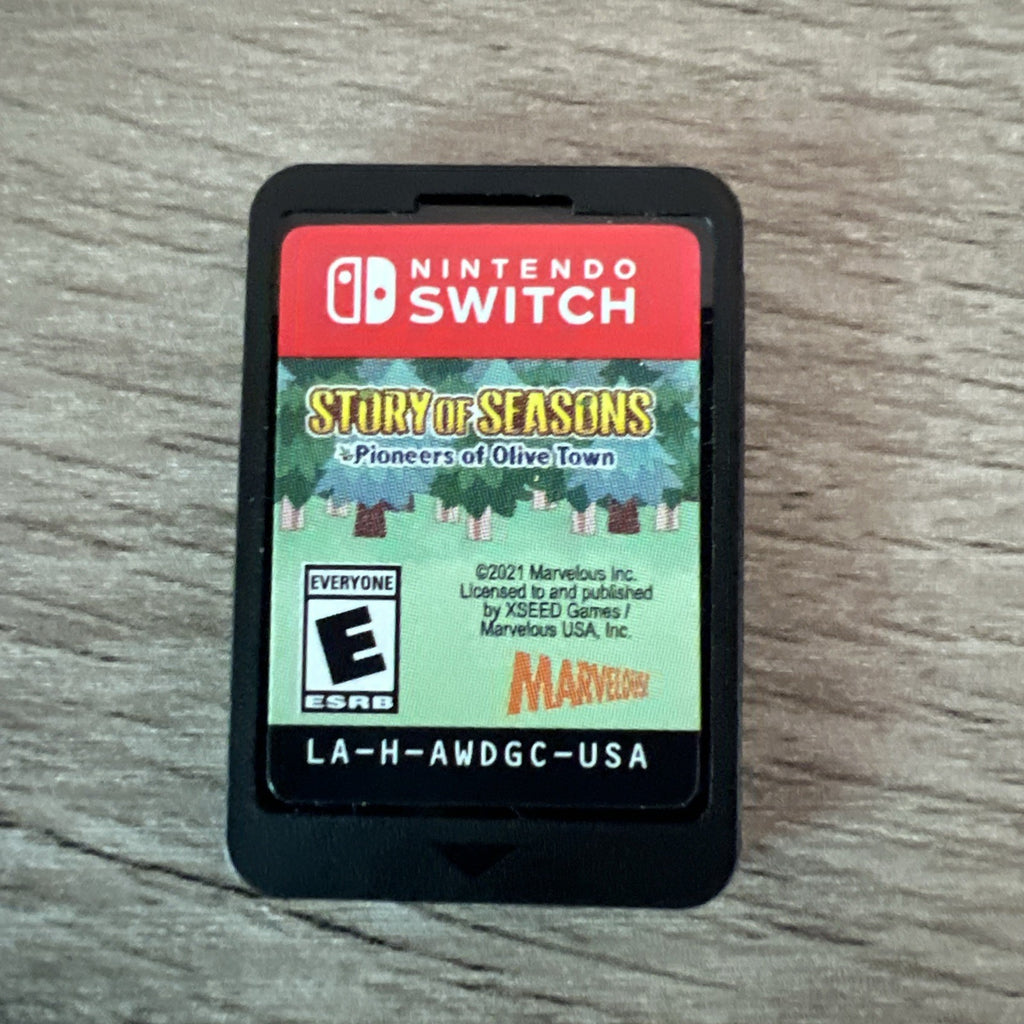 NINTENDO
SWITCH
STORY OF SEASONS
Pioneers of Olive Town
EVERYONE
E
ESRB
©2021 Marvelous Inc.
Licensed to and published
by XSEED Games /
Marvelous USA, Inc.
MARVELOUS!
LA-H-AWDGC-USA